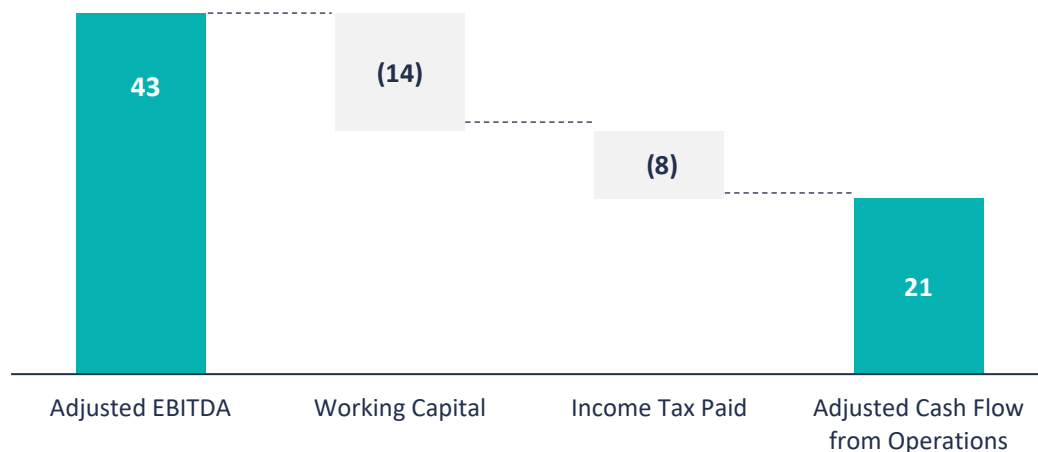 43
(14)
(8)
21
Adjusted EBITDA
Working Capital
Income Tax Paid
Adjusted Cash Flow
from Operations